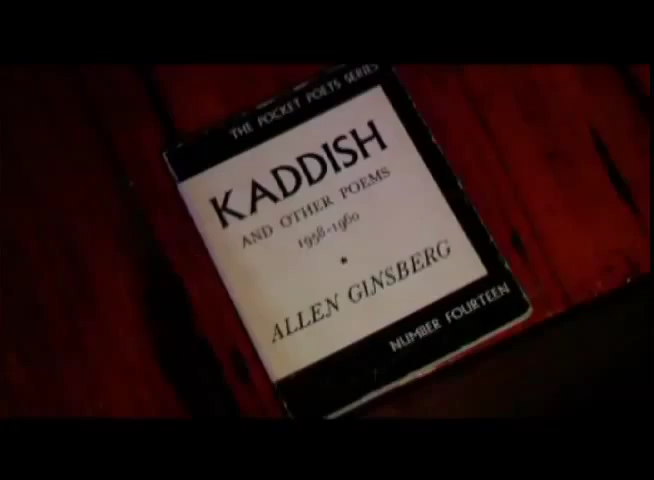 THE POCKET POETS SERIES
KADDISH
AND OTHER POEMS
1958-1960
*
ALLEN GINSBERG
NUMBER FOURTEEN